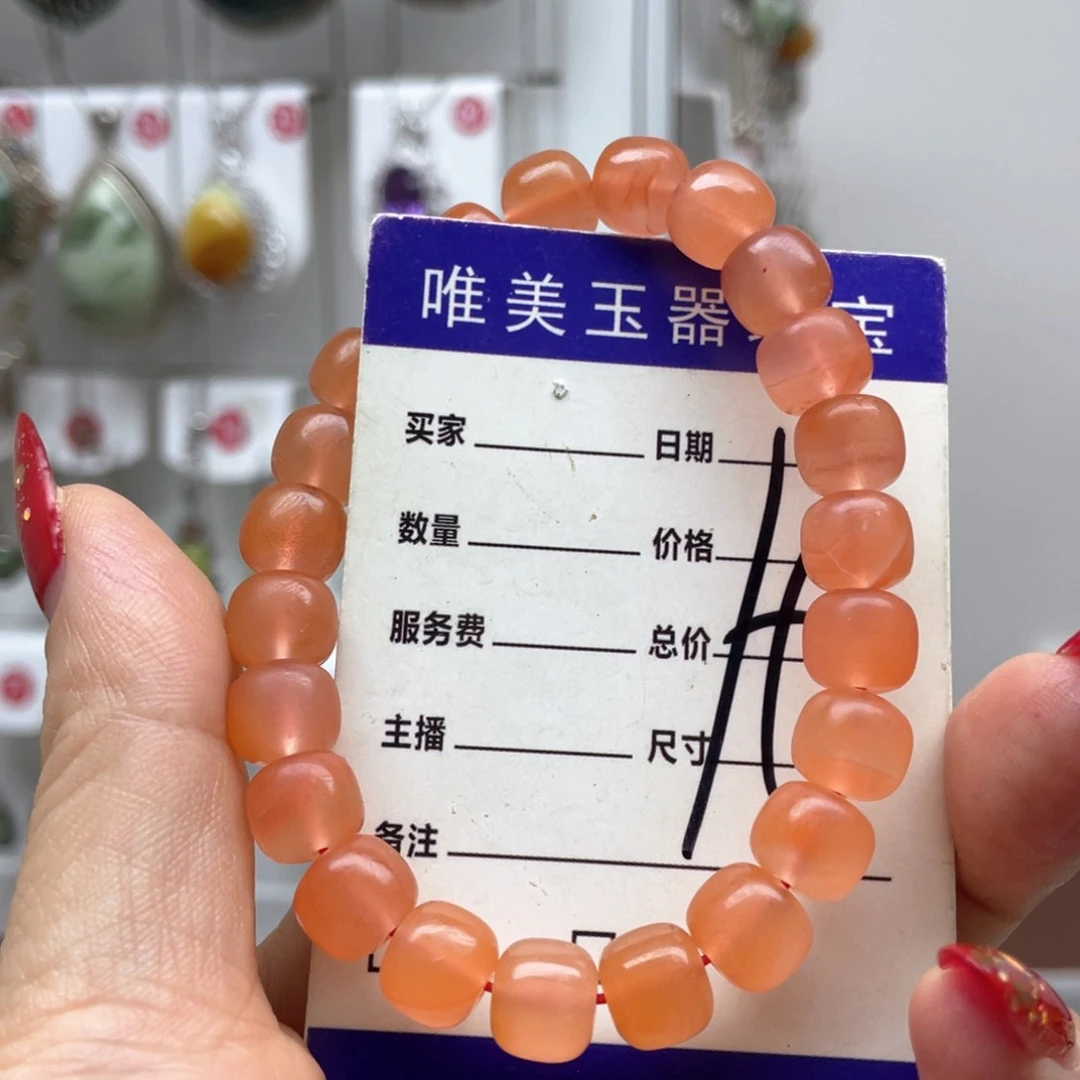 唯美玉器 宝
买家 日期
数量 价格
服务费 总价
主播 尺寸
备注